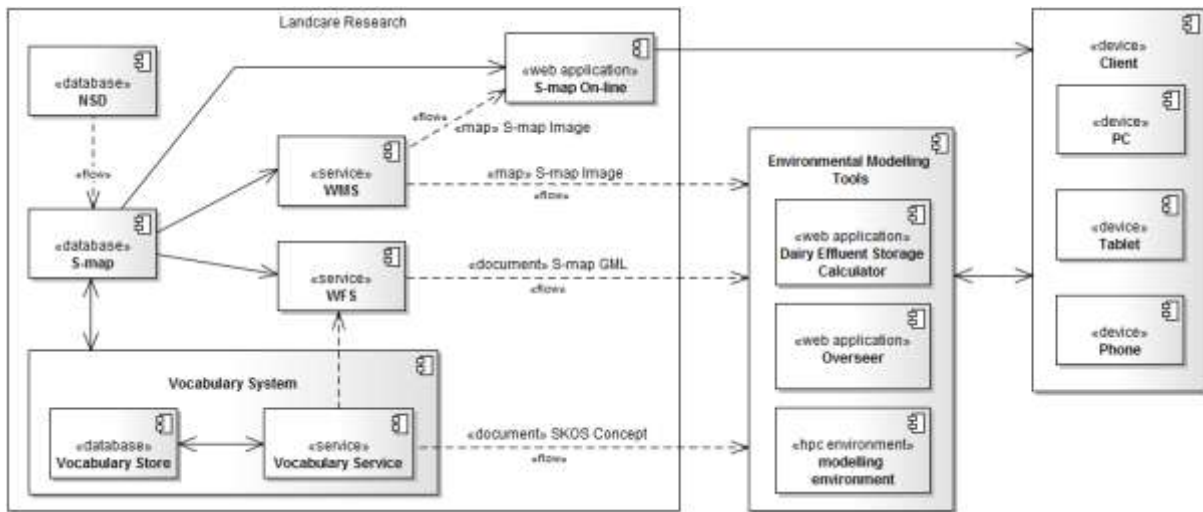 Landcare Research
«database»
NSD
«flow»
«database»
S-map
«service»
WMS
«service»
WFS
«web application»
S-map On-line
«flow»
«map» S-map Image
«map» S-map Image
«flow»
«document» S-map GML
«flow»
Vocabulary System
«database»
Vocabulary Store
«service»
Vocabulary Service
«document» SKOS Concept
«flow»
Environmental Modelling
Tools
«web application»
Dairy Effluent Storage
Calculator
«web application»
Overseer
«hpc environment»
modelling
environment
«device»
Client
«device»
PC
«device»
Tablet
«device»
Phone